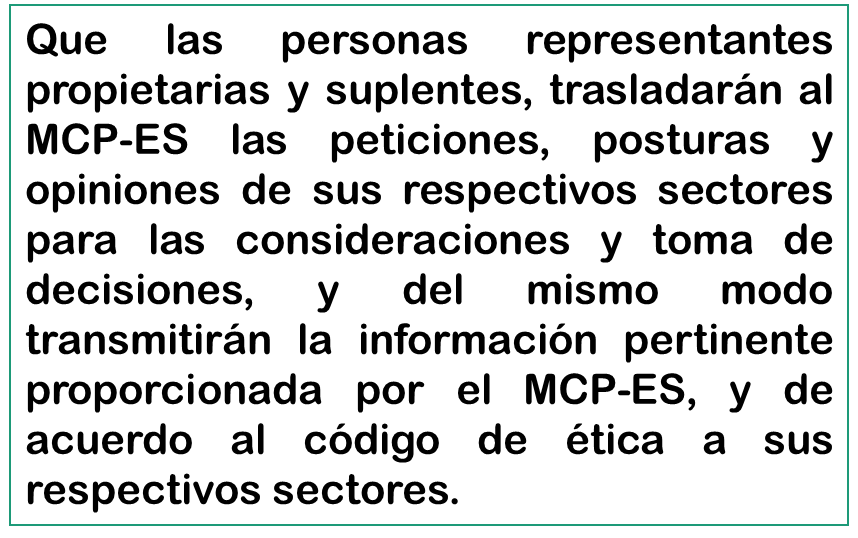 Que las personas representantes
propietarias y suplentes, trasladarán al
MCP-ES las peticiones, posturas y
opiniones de sus respectivos sectores
para las consideraciones y toma de
decisiones, y del mismo modo
transmitirán la información pertinente
proporcionada por el MCP-ES, y de
acuerdo al código de ética a sus
respectivos sectores.